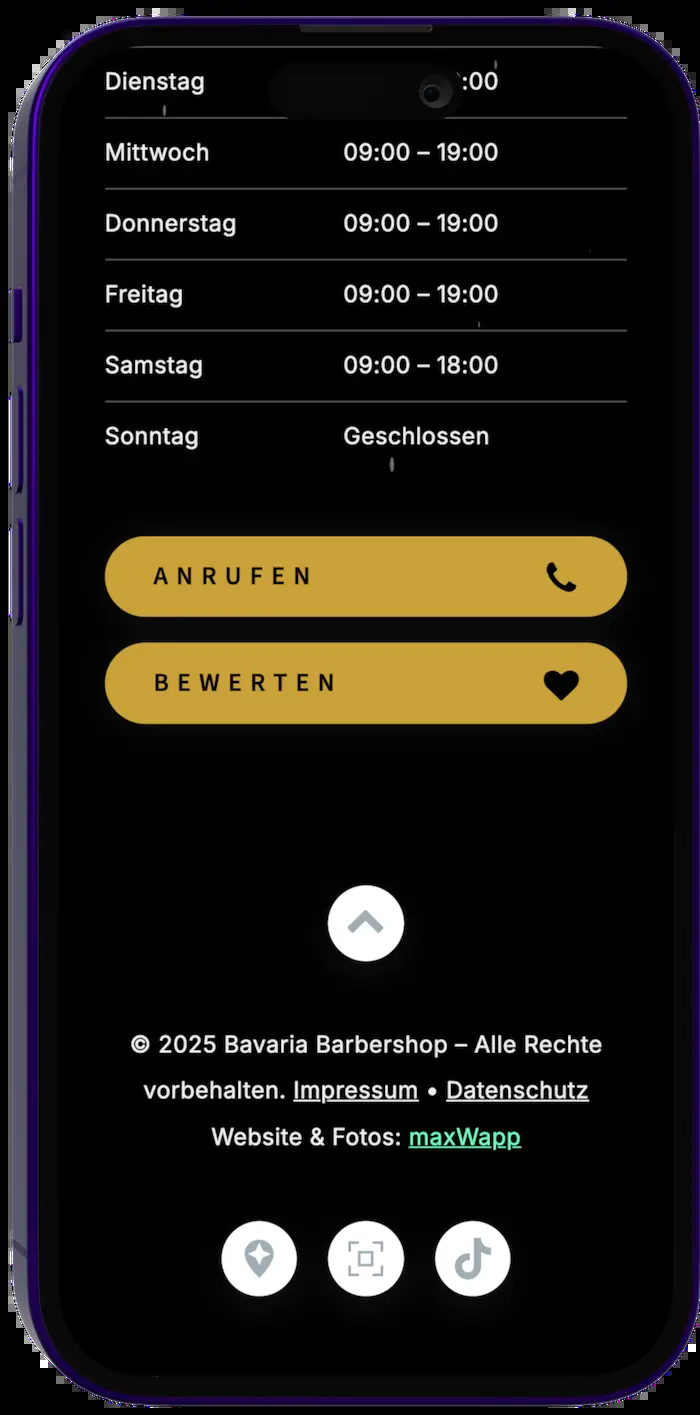 Dienstag :00
Mittwoch 09:00 – 19:00
Donnerstag 09:00 – 19:00
Freitag 09:00 – 19:00
Samstag 09:00 – 18:00
Sonntag Geschlossen
ANRUFEN
BEWERTEN
© 2025 Bavaria Barbershop – Alle Rechte
vorbehalten. Impressum • Datenschutz
Website & Fotos: maxWapp